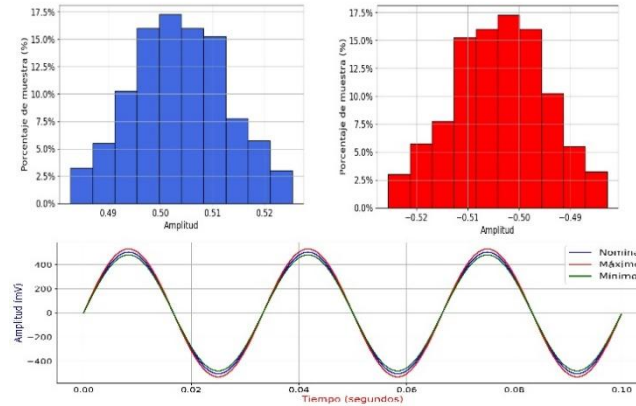 17.5%
15.0%
12.5%
10.0%
7.5%
5.0%
2.5%
0.0%
Porcentaje de muestra (%)
0.49 0.50 0.51 0.52
Amplitud
17.5%
15.0%
12.5%
10.0%
7.5%
5.0%
2.5%
0.0%
Porcentaje de muestra (%)
−0.52 −0.51 −0.50 −0.49
Amplitud
400
200
0
−200
−400
Amplitud (mV)
Nomina
Máximo
Mínimo
0.00 0.02 0.04 0.06 0.08 0.10
Tiempo (segundos)